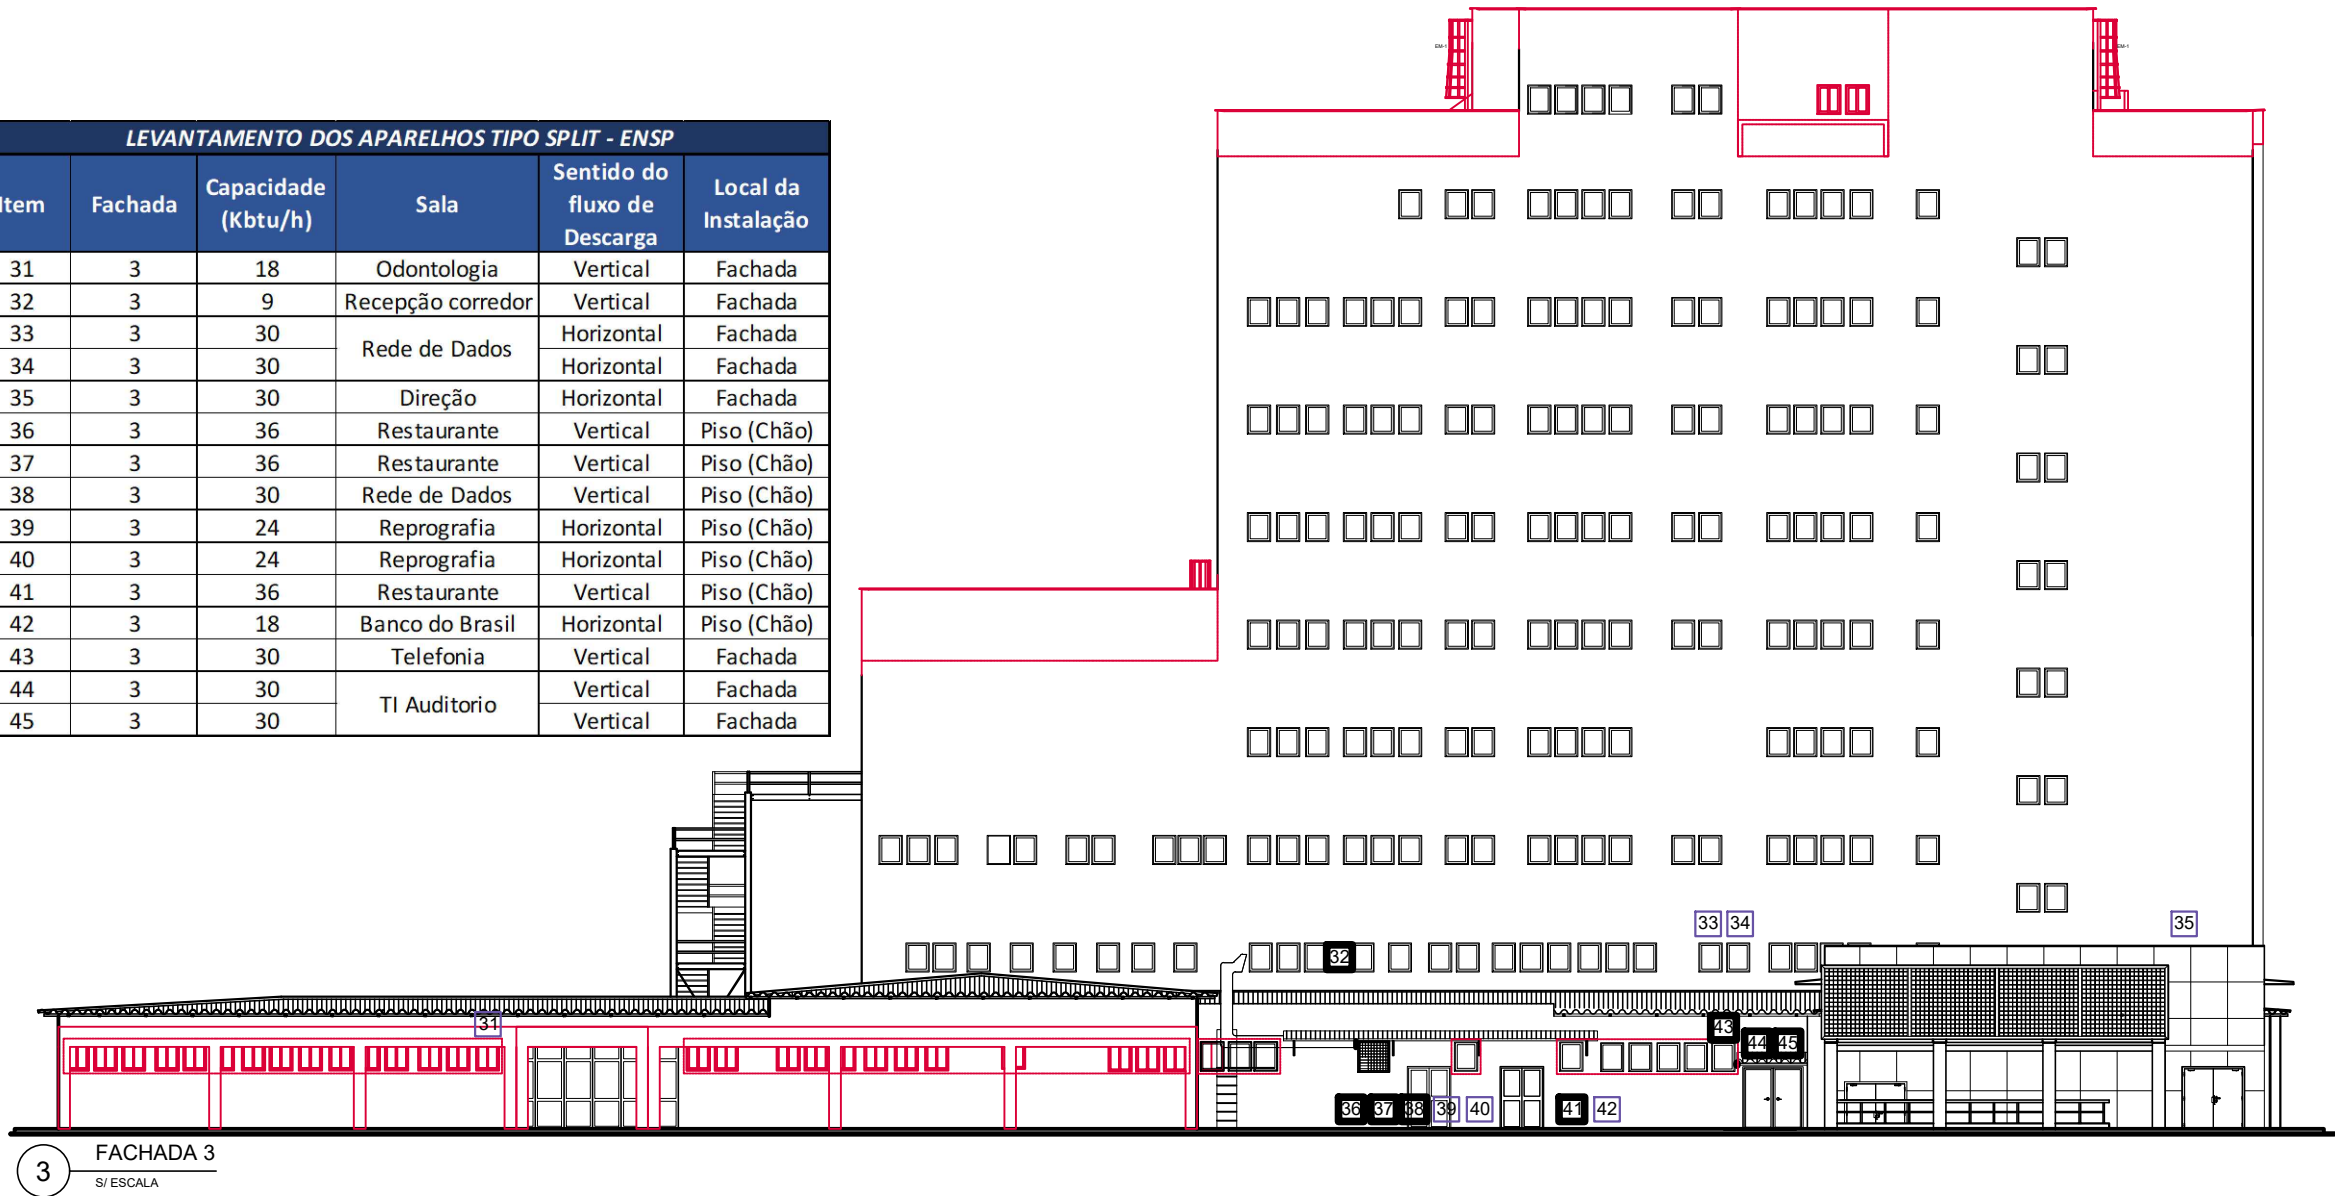 LEVANTAMENTO DOS APARELHOS TIPO SPLIT - ENSP
Item Fachada Capacidade (Kbtu/h) Sala Sentido do fluxo de Descarga Local da Instalação
31 3 18 Odontologia Vertical Fachada
32 3 9 Recepção corredor Vertical Fachada
33 3 30 Rede de Dados Horizontal Fachada
34 3 30 Horizontal Fachada
35 3 30 Direção Horizontal Fachada
36 3 36 Restaurante Vertical Piso (Chão)
37 3 36 Restaurante Vertical Piso (Chão)
38 3 30 Rede de Dados Vertical Piso (Chão)
39 3 24 Reprografia Horizontal Piso (Chão)
40 3 24 Reprografia Horizontal Piso (Chão)
41 3 36 Restaurante Vertical Piso (Chão)
42 3 18 Banco do Brasil Horizontal Piso (Chão)
43 3 30 Telefonia Vertical Fachada
44 3 30 TI Auditorio Vertical Fachada
45 3 30 Vertical Fachada
EM-1
EM-1
33 34
35
32
31
43
44 45
36 37 38 39 40
41 42
3
FACHADA 3
S/ ESCALA